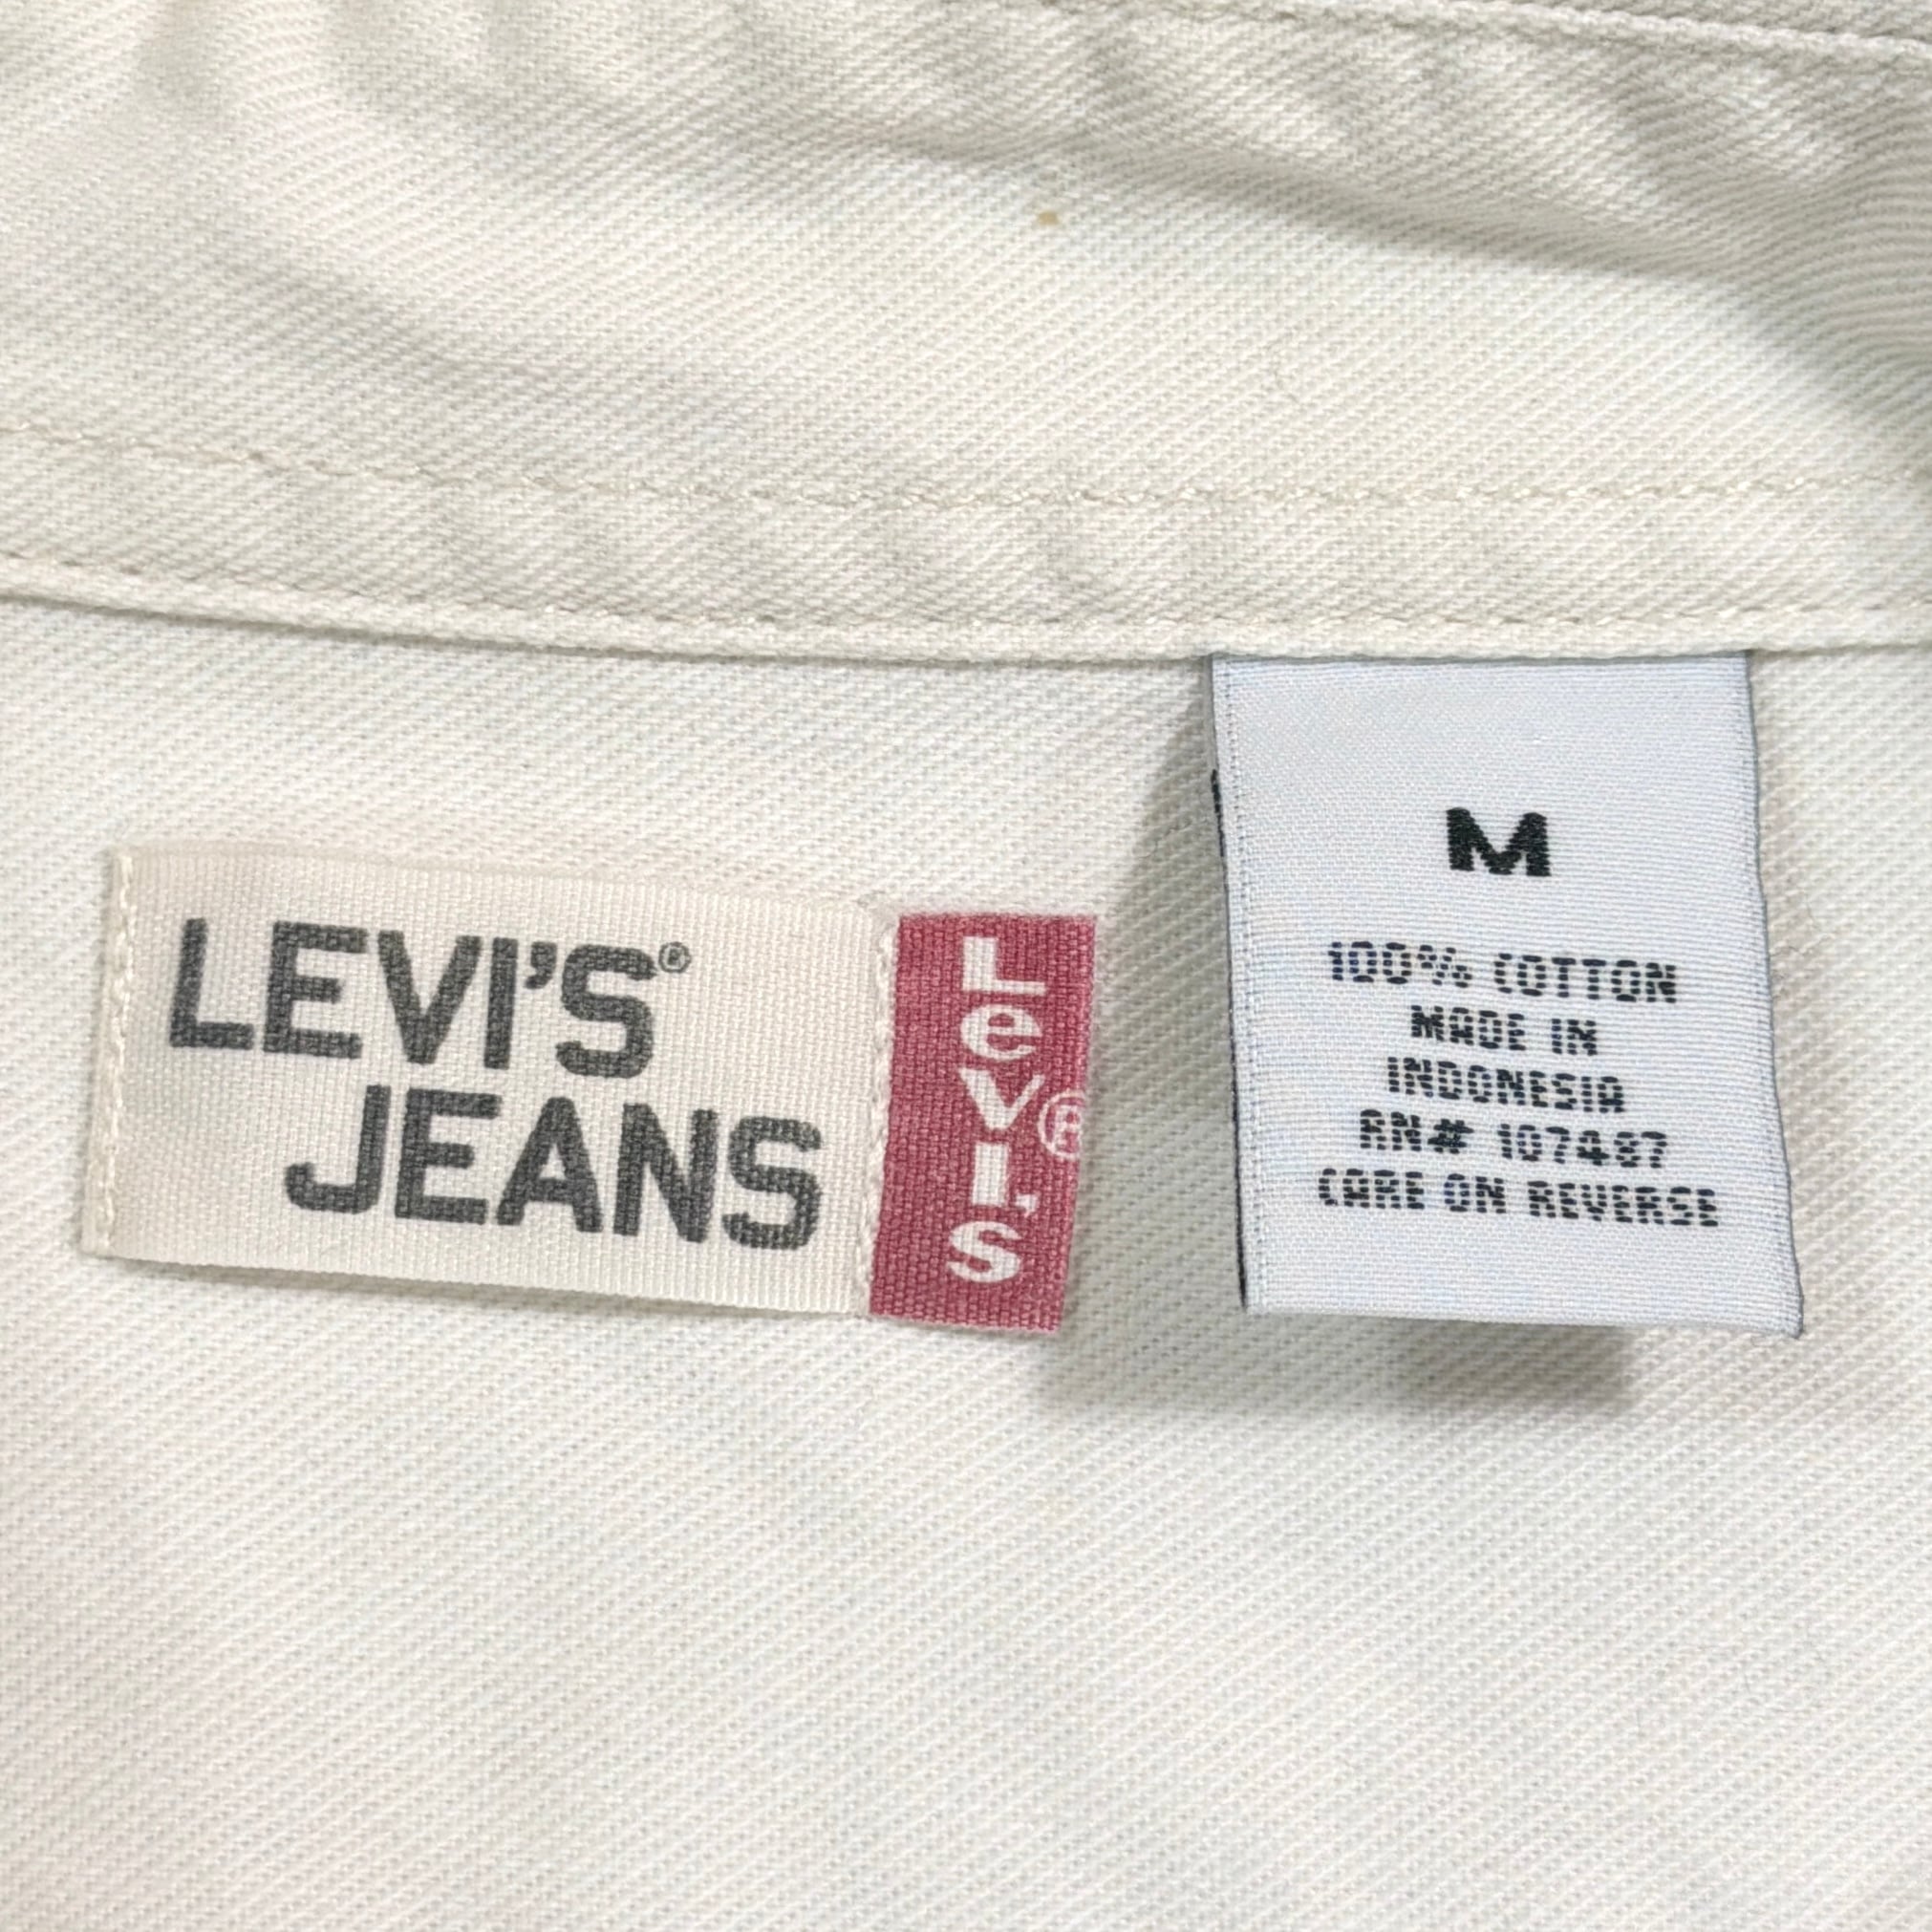 LEVI'S®
JEANS
Levi's®
M
100% COTTON
MADE IN
INDONESIA
RN# 107487
CARE ON REVERSE